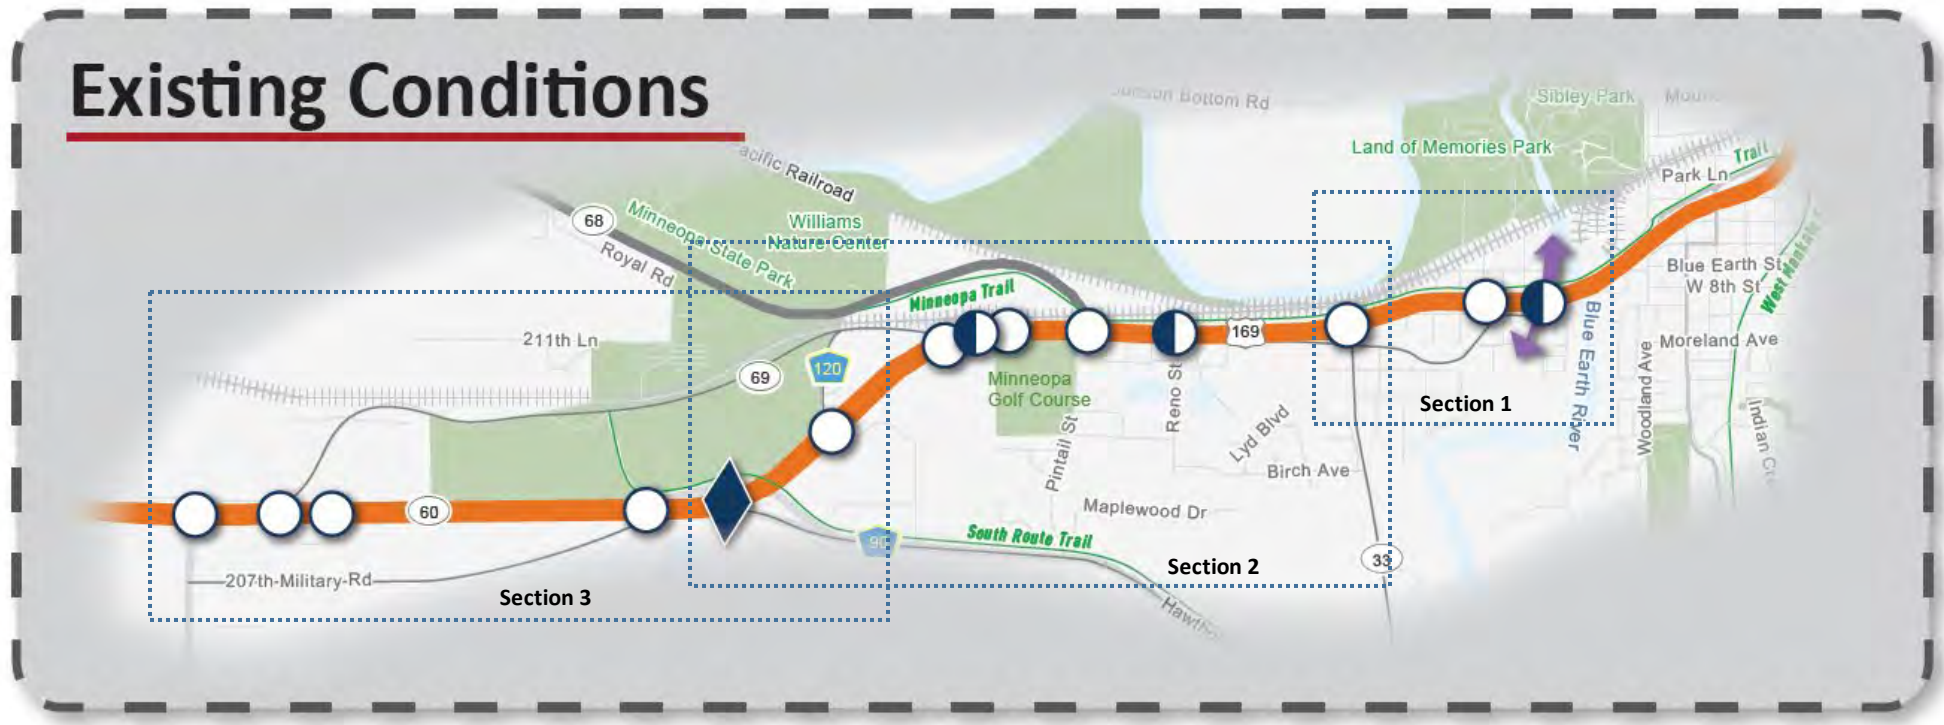 Existing Conditions
Bottom Rd
Sibley Park
Land of Memories Park
Trail
Park Ln
Railroad
68
Minneopa State Park
Williams
Nature Center
Royal Rd
Blue Earth St
W 8th St
West Mankato
Minneopa Trail
211th Ln
69
120
169
Moreland Ave
Blue Earth River
Woodland Ave
Minneopa
Golf Course
Section 1
Reno St
Pintail St
Lyd Blvd
Birch Ave
Indian
60
Maplewood Dr
90
South Route Trail
33
Section 2
207th-Military-Rd
Section 3